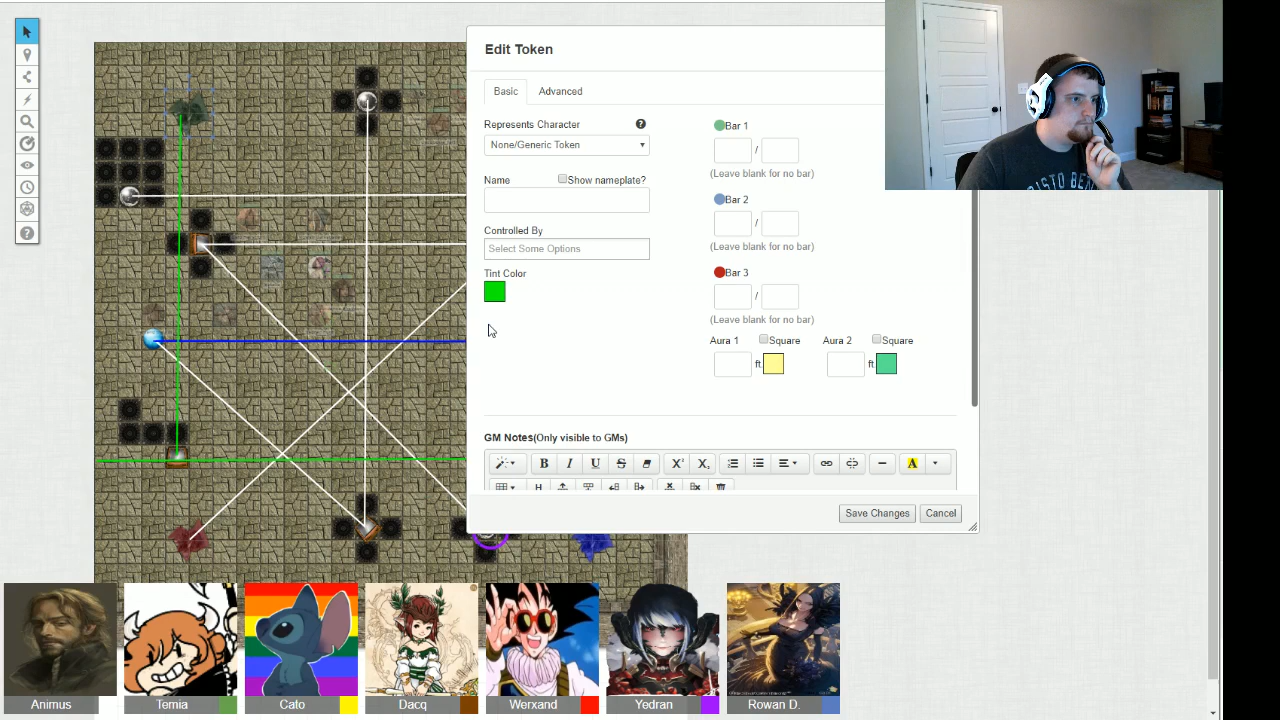 Edit Token
Basic
Advanced
Represents Character
None/Generic Token
Name
Show nameplate?
Controlled By
Select Some Options
Tint Color
Bar 1
/
(Leave blank for no bar)
Bar 2
/
(Leave blank for no bar)
Bar 3
/
(Leave blank for no bar)
Aura 1
Square
Aura 2
Square
ft.
ft.
GM Notes(Only visible to GMs)
B I U S X² X₂ A
H
Save Changes
Cancel
Animus
Temia
Cato
Dacq
Werxand
Yedran
Rowan D.